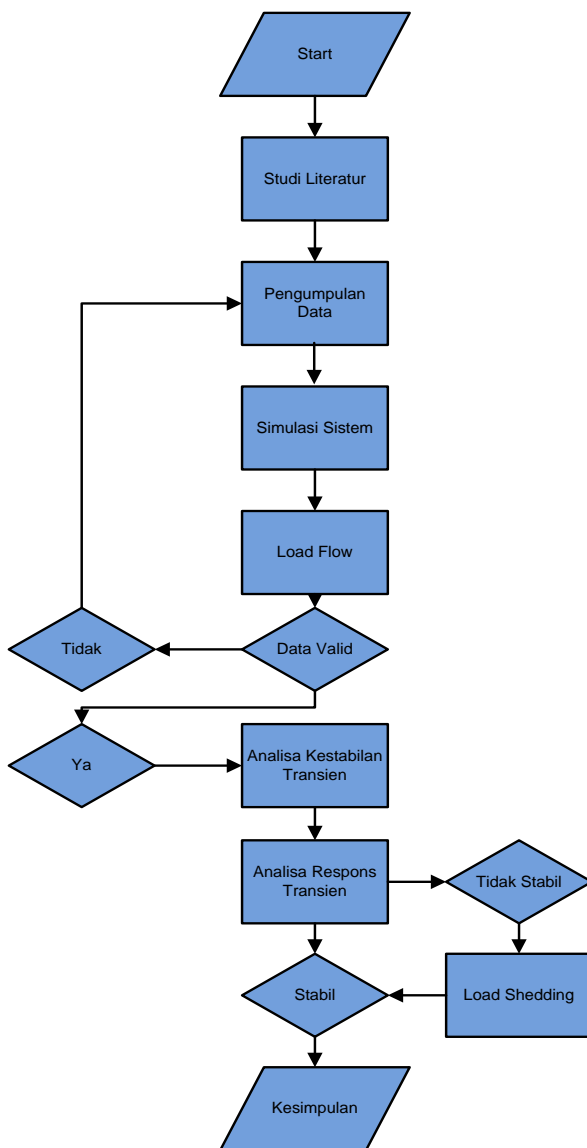 Start
Studi Literatur
Pengumpulan
Data
Simulasi Sistem
Load Flow
Tidak
Data Valid
Ya
Analisa Kestabilan
Transien
Analisa Respons
Transien
Tidak Stabil
Stabil
Load Shedding
Kesimpulan